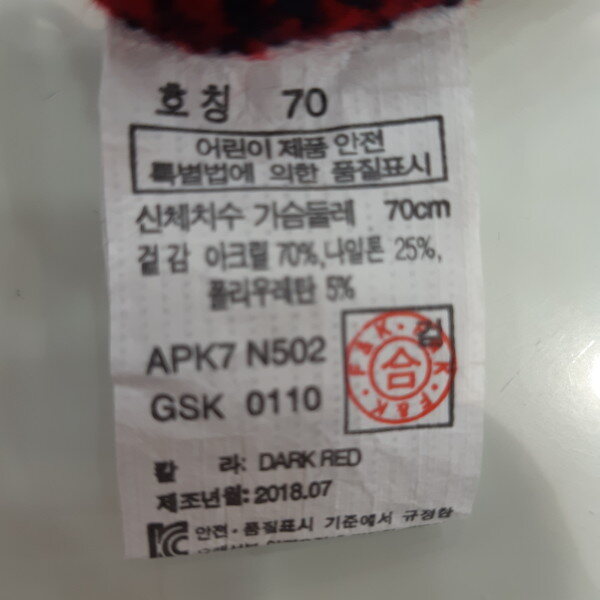 호칭 70
어린이 제품 안전
특별법에 의한 품질표시
신체치수 가슴둘레 70cm
겉감 아크릴 70%, 나일론 25%,
폴리우레탄 5%
APK7 N502
GSK 0110
검
F&K · F&K · F&K
合
칼 라: DARK RED
제조년월: 2018.07
안전·품질표시 기준에서 규정함